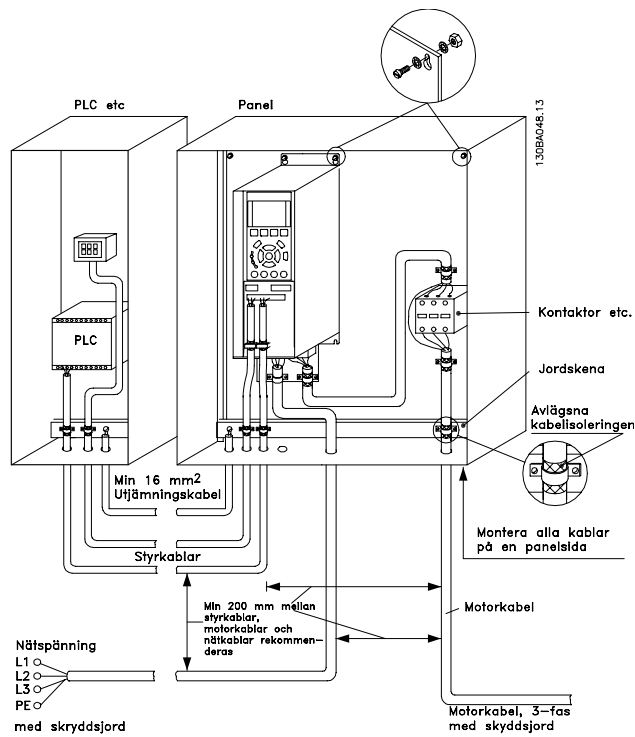 PLC etc
Panel
130BA048.13
PLC
Kontaktor etc.
Jordskena
Avlägsna
kabelisoleringen
Min 16 mm²
Utjämningskabel
Styrkablar
Montera alla kablar
på en panelsida
Min 200 mm mellan
styrkablar,
motorkablar och
nätkablar rekommen-
deras
Motorkabel
Nätspänning
L1
L2
L3
PE
med skryddsjord
Motorkabel, 3-fas
med skyddsjord